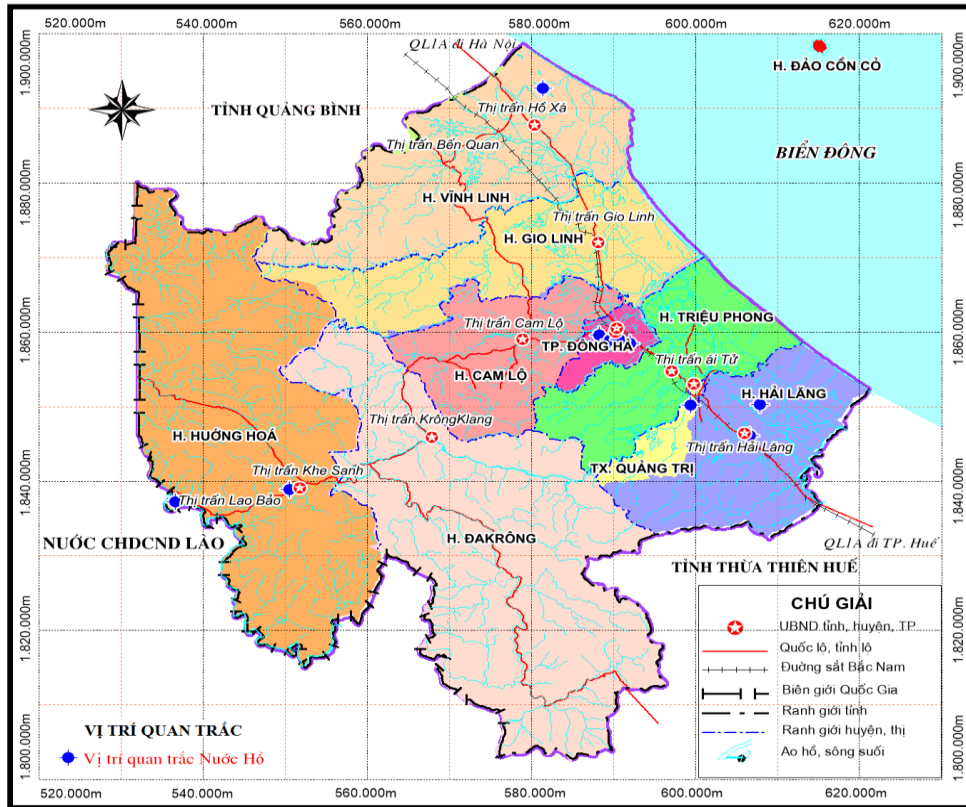 520.000m 540.000m 560.000m 580.000m 600.000m 620.000m
1.900.000m
1.900.000m
QL1A đi Hà Nội
H. ĐẢO CỒN CỎ
TỈNH QUẢNG BÌNH
Thị trấn Hồ Xá
Thị trấn Bến Quan
BIỂN ĐÔNG
1.880.000m
1.880.000m
H. VĨNH LINH
Thị trấn Gio Linh
H. GIO LINH
H. TRIỆU PHONG
Thị trấn Cam Lộ
1.860.000m
1.860.000m
TP. ĐÔNG HÀ
Thị trấn ái Tử
H. CAM LỘ
H. HẢI LĂNG
Thị trấn KrôngKlang
H. HƯỚNG HOÁ
Thị trấn Hải Lăng
Thị trấn Khe Sanh
TX. QUẢNG TRỊ
1.840.000m
1.840.000m
Thị trấn Lao Bảo
H. ĐAKRÔNG
NƯỚC CHDCND LÀO
QL1A đi TP. Huế
TỈNH THỪA THIÊN HUẾ
CHÚ GIẢI
UBND tỉnh, huyện, TP
1.820.000m
1.820.000m
Quốc lộ, tỉnh lộ
Đường sắt Bắc Nam
Biên giới Quốc Gia
Ranh giới tỉnh
Ranh giới huyện, thị
Ao hồ, sông suối
VỊ TRÍ QUAN TRẮC
Vị trí quan trắc Nước Hồ
1.800.000m
1.800.000m
520.000m 540.000m 560.000m 580.000m 600.000m 620.000m